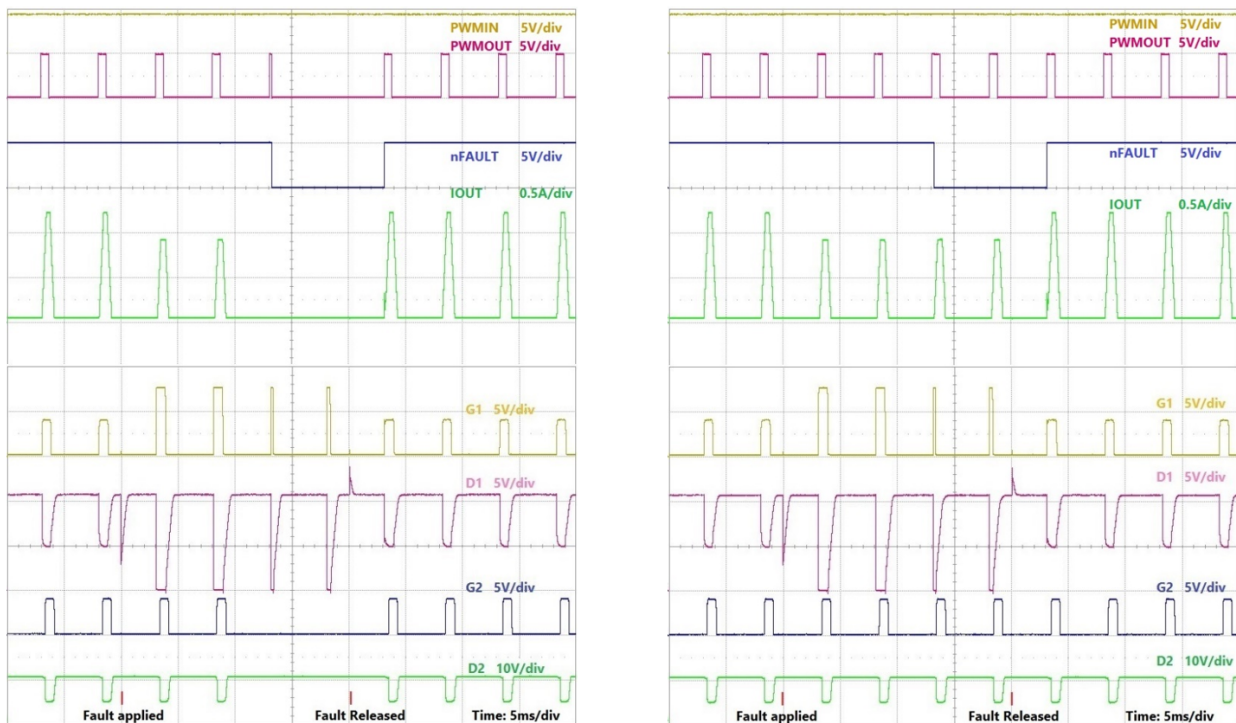 PWMIN 5V/div
PWMOUT 5V/div
nFAULT 5V/div
IOUT 0.5A/div
G1 5V/div
D1 5V/div
G2 5V/div
D2 10V/div
Fault applied Fault Released Time: 5ms/div
PWMIN 5V/div
PWMOUT 5V/div
nFAULT 5V/div
IOUT 0.5A/div
G1 5V/div
D1 5V/div
G2 5V/div
D2 10V/div
Fault applied Fault Released Time: 5ms/div